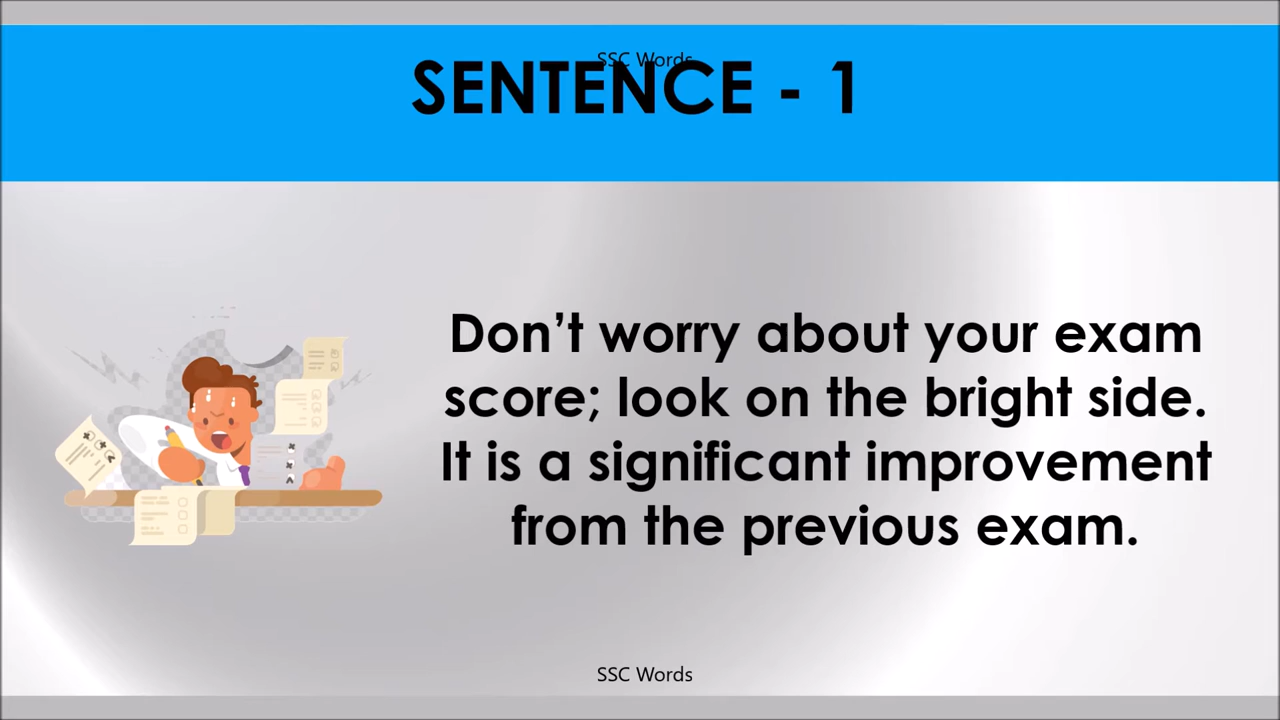 SSC Words
SENTENCE - 1
Don’t worry about your exam
score; look on the bright side.
It is a significant improvement
from the previous exam.
SSC Words